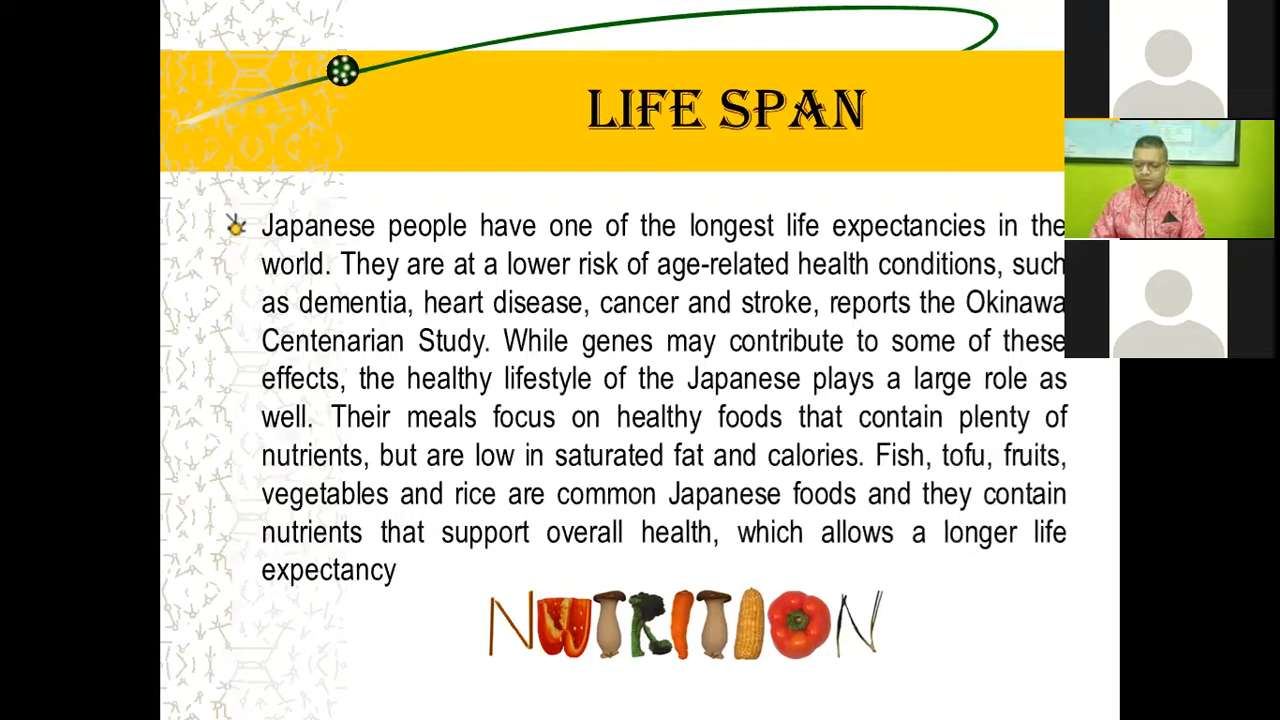 LIFE SPAN
Japanese people have one of the longest life expectancies in the
world. They are at a lower risk of age-related health conditions, such
as dementia, heart disease, cancer and stroke, reports the Okinawa
Centenarian Study. While genes may contribute to some of these
effects, the healthy lifestyle of the Japanese plays a large role as
well. Their meals focus on healthy foods that contain plenty of
nutrients, but are low in saturated fat and calories. Fish, tofu, fruits,
vegetables and rice are common Japanese foods and they contain
nutrients that support overall health, which allows a longer life
expectancy
NUTRITION